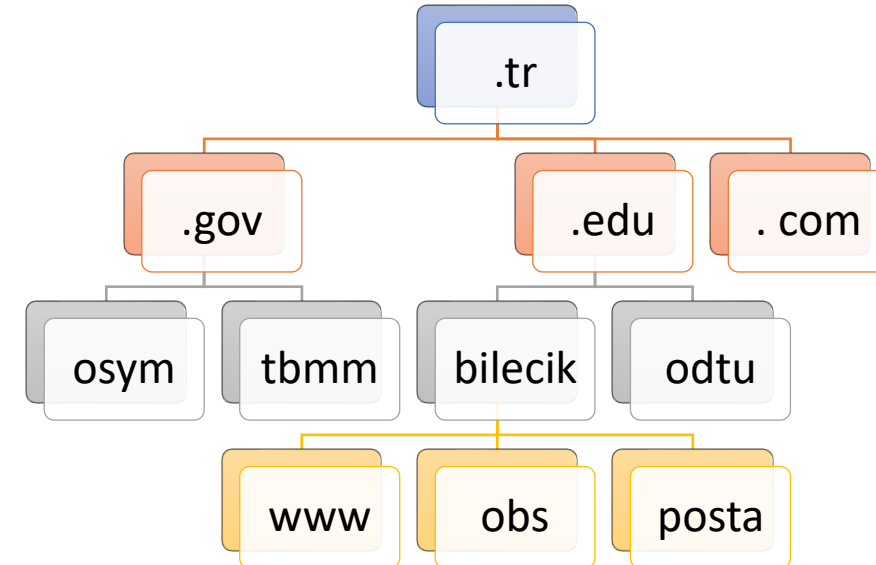 .tr
.gov
.edu
. com
osym
tbmm
bilecik
odtu
www
obs
posta